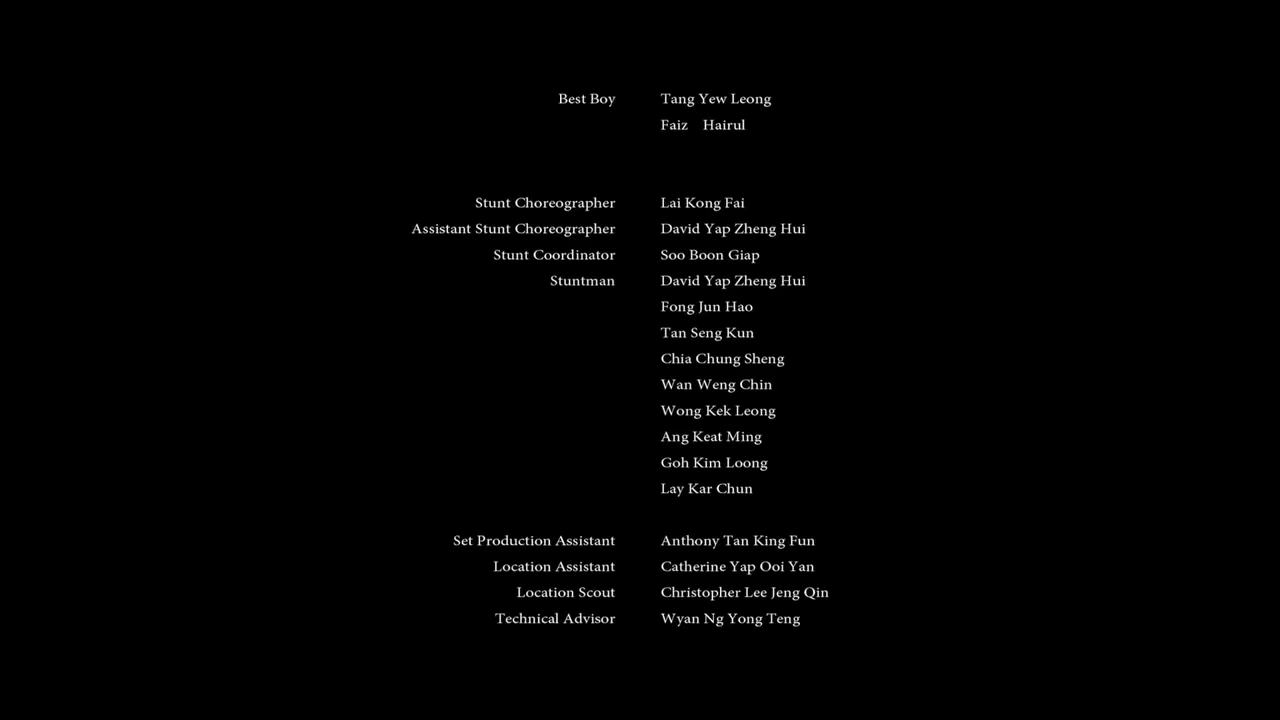 Best Boy Tang Yew Leong
Faiz Hairul
Stunt Choreographer Lai Kong Fai
Assistant Stunt Choreographer David Yap Zheng Hui
Stunt Coordinator Soo Boon Giap
Stuntman David Yap Zheng Hui
Fong Jun Hao
Tan Seng Kun
Chia Chung Sheng
Wan Weng Chin
Wong Kek Leong
Ang Keat Ming
Goh Kim Loong
Lay Kar Chun
Set Production Assistant Anthony Tan King Fun
Location Assistant Catherine Yap Ooi Yan
Location Scout Christopher Lee Jeng Qin
Technical Advisor Wyan Ng Yong Teng